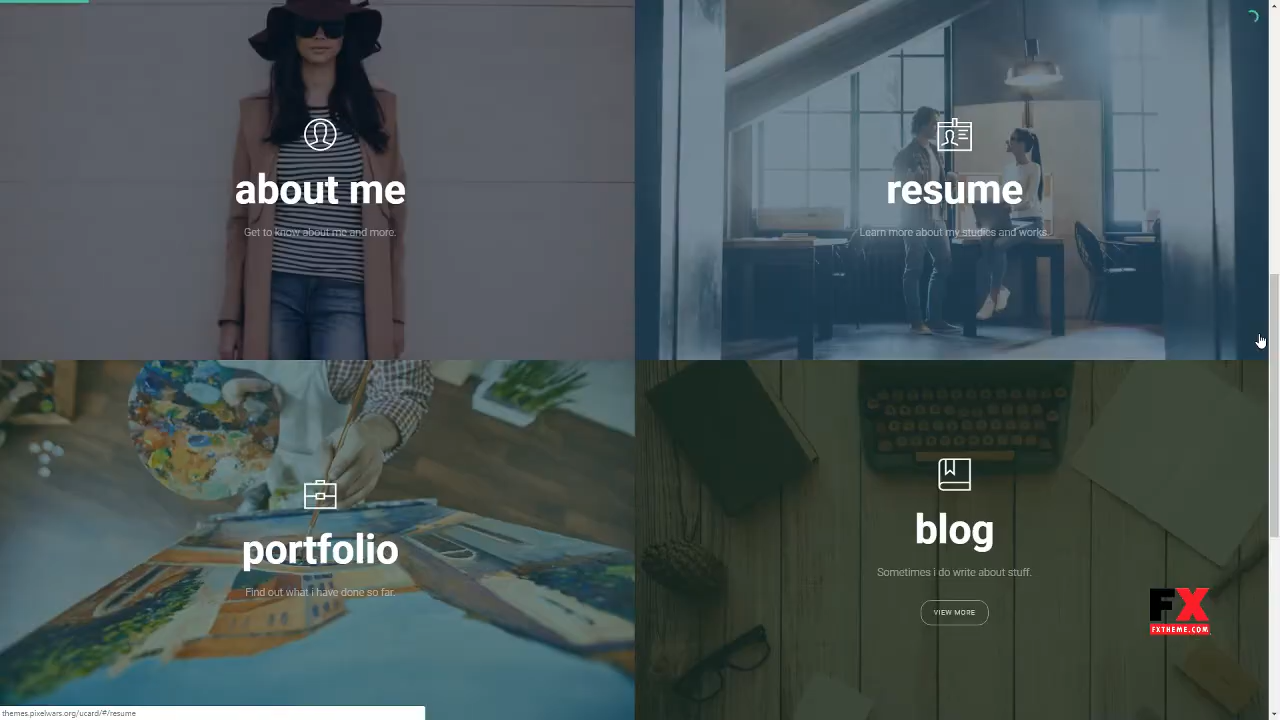 about me
Get to know about me and more.
resume
Learn more about my studies and works.
portfolio
Find out what i have done so far.
blog
Sometimes i do write about stuff.
VIEW MORE
FX
FXTHEME.COM
themes.pixelwars.org/ucard/#/resume